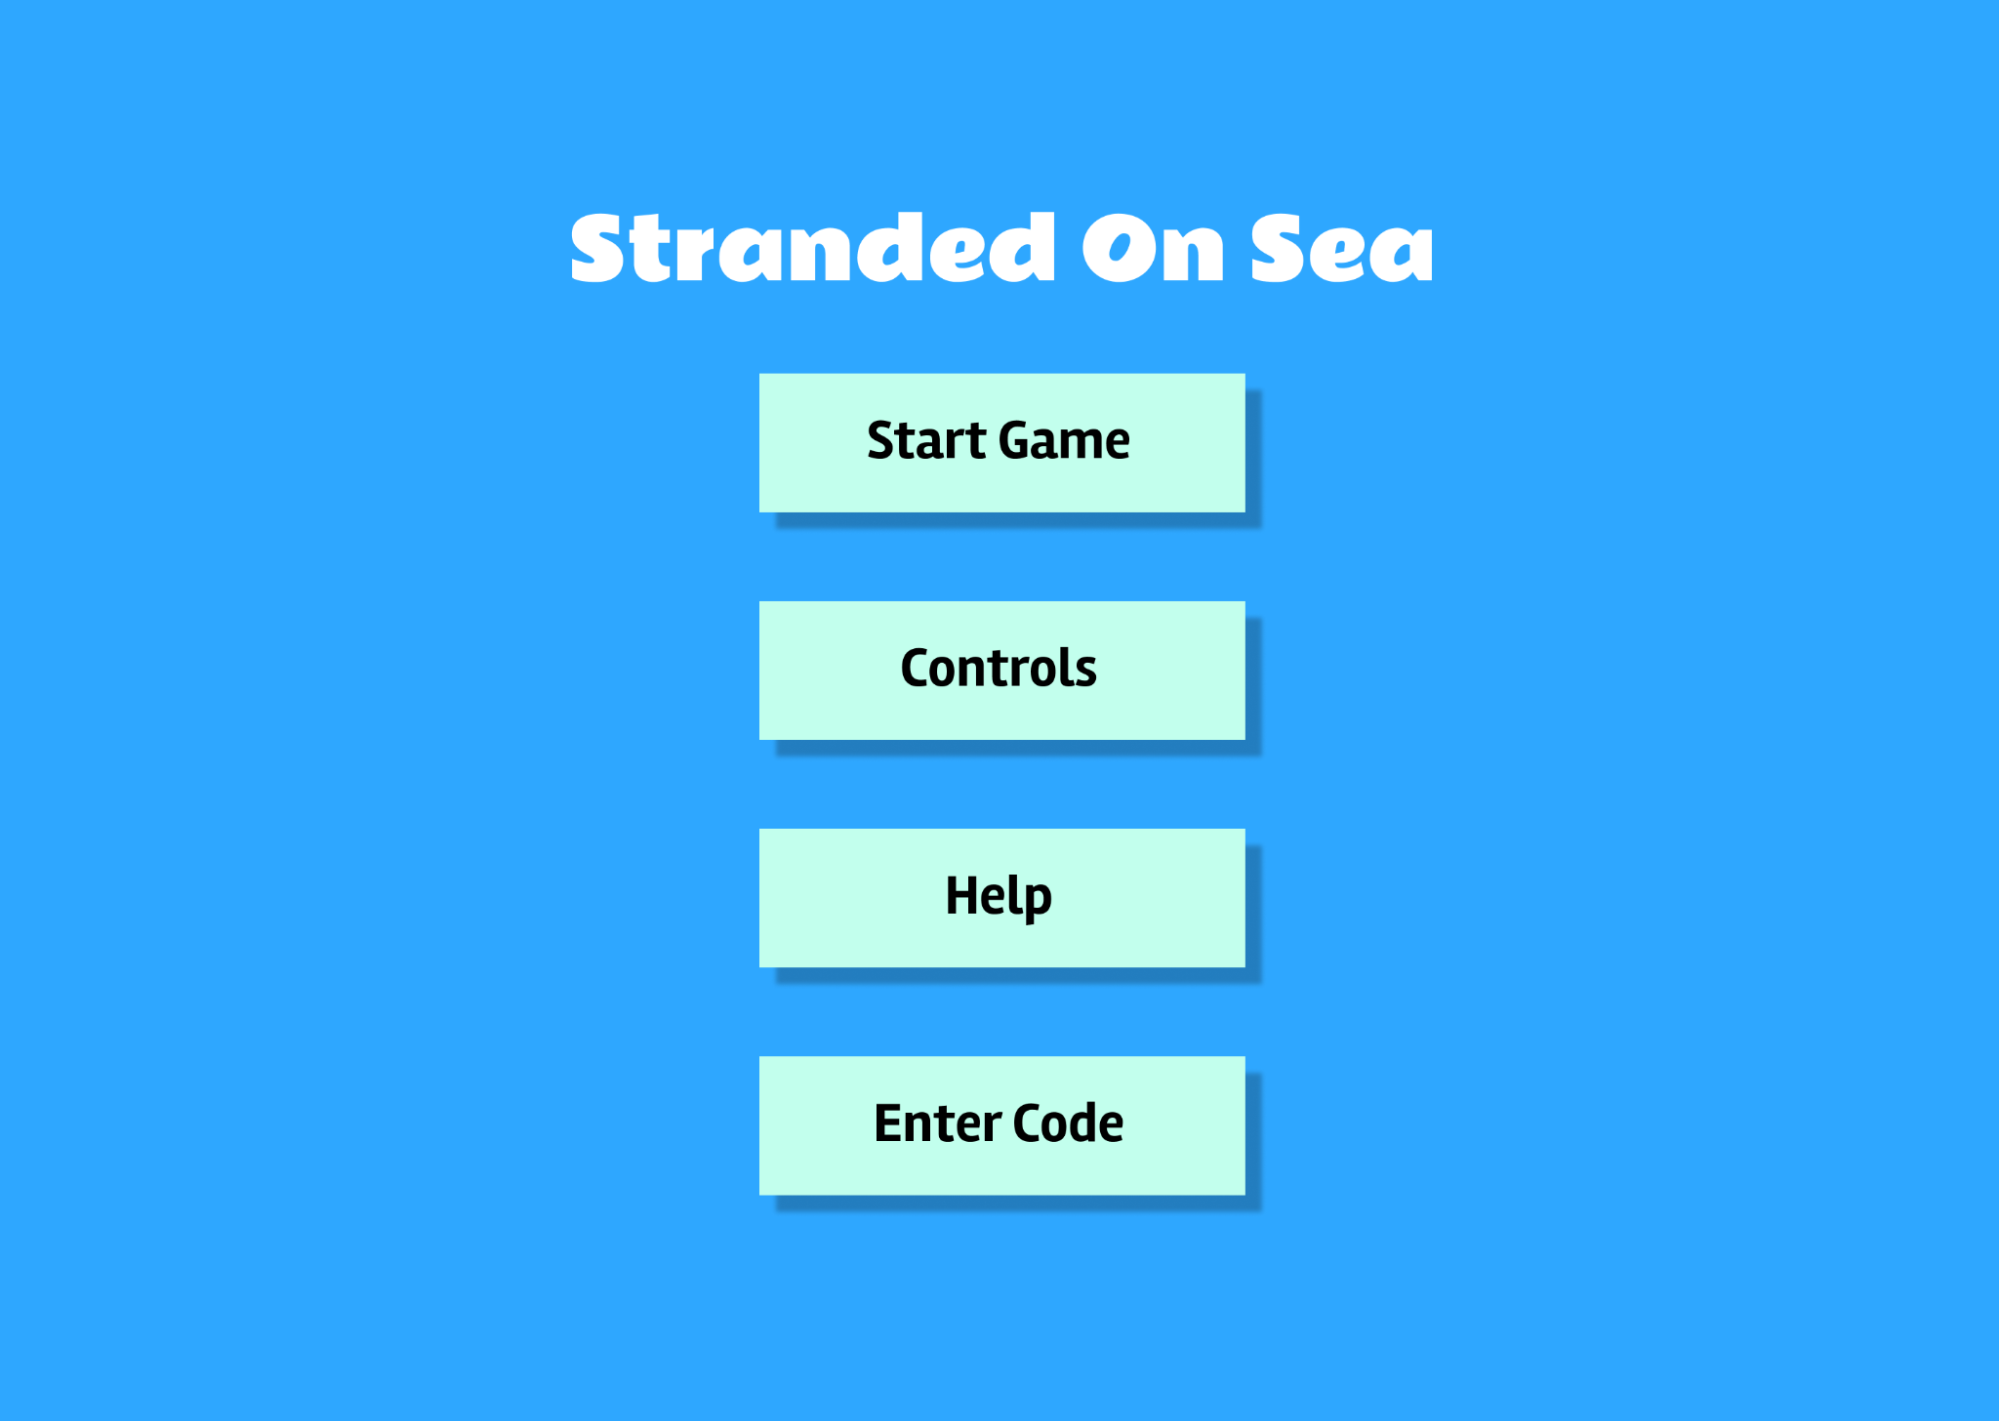 Stranded On Sea
Start Game
Controls
Help
Enter Code